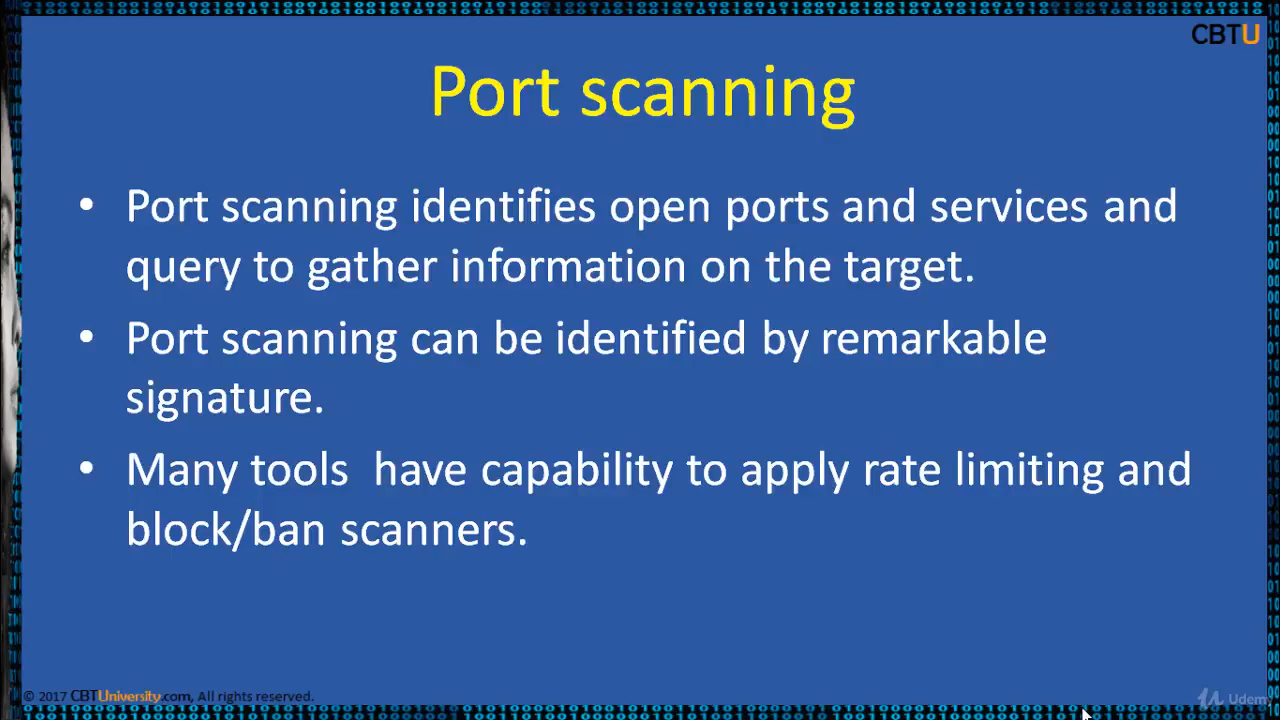 CBTU
Port scanning
• Port scanning identifies open ports and services and
query to gather information on the target.
• Port scanning can be identified by remarkable
signature.
• Many tools  have capability to apply rate limiting and
block/ban scanners.
© 2017 CBTUniversity.com, All rights reserved.
Udemy